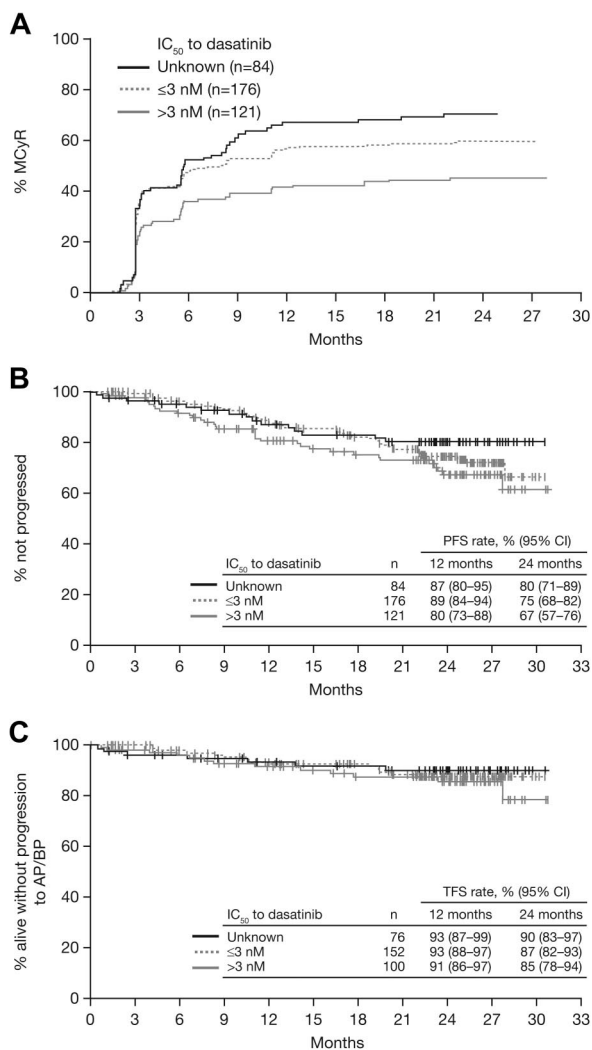 A
IC50 to dasatinib
Unknown (n=84)
≤3 nM (n=176)
>3 nM (n=121)
% MCyR
100
80
60
40
20
0
0 3 6 9 12 15 18 21 24 27 30
Months
B
% not progressed
100
80
60
40
20
0
PFS rate, % (95% CI)
IC50 to dasatinib n 12 months 24 months
Unknown 84 87 (80–95) 80 (71–89)
≤3 nM 176 89 (84–94) 75 (68–82)
>3 nM 121 80 (73–88) 67 (57–76)
0 3 6 9 12 15 18 21 24 27 30 33
Months
C
% alive without progression
to AP/BP
100
80
60
40
20
0
TFS rate, % (95% CI)
IC50 to dasatinib n 12 months 24 months
Unknown 76 93 (87–99) 90 (83–97)
≤3 nM 152 93 (88–97) 87 (82–93)
>3 nM 100 91 (86–97) 85 (78–94)
0 3 6 9 12 15 18 21 24 27 30 33
Months